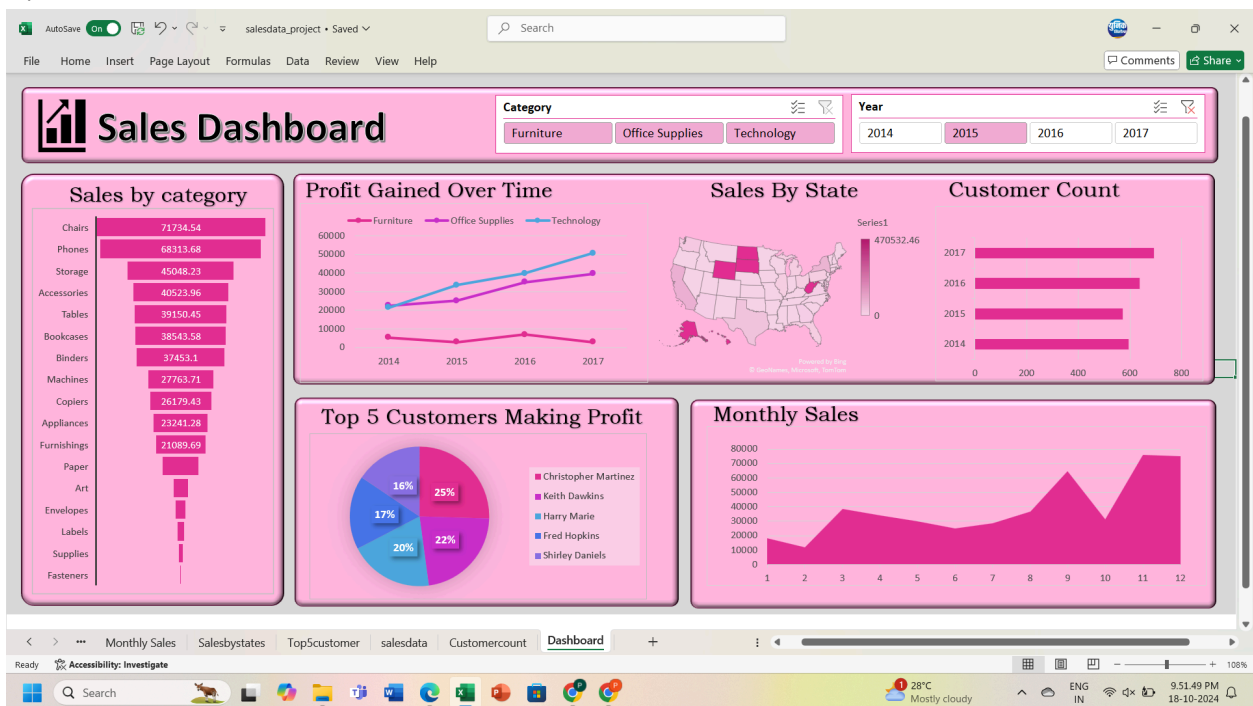 AutoSave On salesdata_project • Saved Search
File Home Insert Page Layout Formulas Data Review View Help Comments Share
Sales Dashboard
Category
Furniture Office Supplies Technology
Year
2014 2015 2016 2017
Sales by category
Chairs 71734.54
Phones 68313.68
Storage 45048.23
Accessories 40523.96
Tables 39150.45
Bookcases 38543.58
Binders 37453.1
Machines 27763.71
Copiers 26179.43
Appliances 23241.28
Furnishings 21089.69
Paper
Art
Envelopes
Labels
Supplies
Fasteners
Profit Gained Over Time
Furniture Office Supplies Technology
60000
50000
40000
30000
20000
10000
0
2014 2015 2016 2017
Sales By State
Series1
470532.46
0
Powered by Bing
© GeoNames, Microsoft, TomTom
Customer Count
2017
2016
2015
2014
0 200 400 600 800
Top 5 Customers Making Profit
16% 25%
17%
20% 22%
Christopher Martinez
Keith Dawkins
Harry Marie
Fred Hopkins
Shirley Daniels
Monthly Sales
80000
70000
60000
50000
40000
30000
20000
10000
0
1 2 3 4 5 6 7 8 9 10 11 12
Monthly Sales Salesbystates Top5customer salesdata Customercount Dashboard
Ready Accessibility: Investigate 108%
Search
1
28°C
Mostly cloudy
ENG
IN
9.51.49 PM
18-10-2024